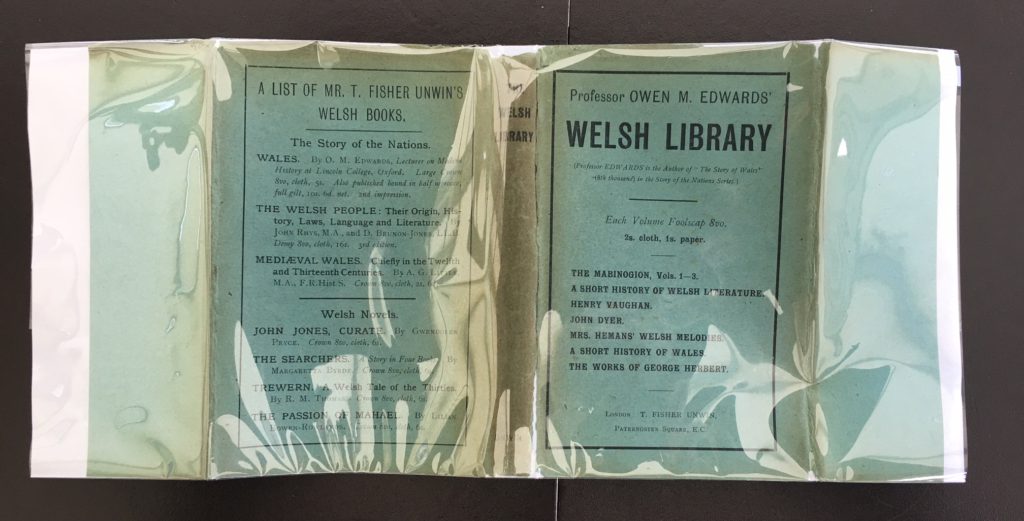 A LIST OF MR. T. FISHER UNWIN'S
WELSH BOOKS.
The Story of the Nations.
WALES. By O. M. EDWARDS, Lecturer on Modern
History at Lincoln College, Oxford. Large Crown
8vo, cloth, 5s. Also published bound in half morocco,
full gilt, 10s. 6d. net. 2nd impression.
THE WELSH PEOPLE: Their Origin, His-
tory, Laws, Language and Literature. By
JOHN RHYS, M.A., and D. BRUNON-JONES, LL.D.
Demy 8vo, cloth, 16s. 3rd edition.
MEDIÆVAL WALES. Chiefly in the Twelfth
and Thirteenth Centuries. By A. G. LITTLE,
M.A., F.R.HIST.S. Crown 8vo, cloth, 2s. 6d.
Welsh Novels.
JOHN JONES, CURATE. By GWENDOLEN
PRYCE. Crown 8vo, cloth, 6s.
THE SEARCHERS. A Story in Four Books. By
MARGARETTA BYRDE. Crown 8vo, cloth, 6s.
TREWERN. A Welsh Tale of the Thirties.
By R. M. THOMAS. Crown 8vo, cloth, 6s.
THE PASSION OF MAHAEL. By LILIAN
BOWEN-ROWLANDS. Crown 8vo, cloth, 6s.
WELSH
LIBRARY
Professor OWEN M. EDWARDS'
WELSH LIBRARY
(Professor EDWARDS is the Author of "The Story of Wales"
(8th thousand) in the Story of the Nations Series.)
Each Volume Foolscap 8vo.
2s. cloth, 1s. paper.
THE MABINOGION, Vols. 1—3.
A SHORT HISTORY OF WELSH LITERATURE.
HENRY VAUGHAN.
JOHN DYER.
MRS. HEMANS' WELSH MELODIES.
A SHORT HISTORY OF WALES.
THE WORKS OF GEORGE HERBERT.
LONDON T. FISHER UNWIN,
PATERNOSTER SQUARE, E.C.